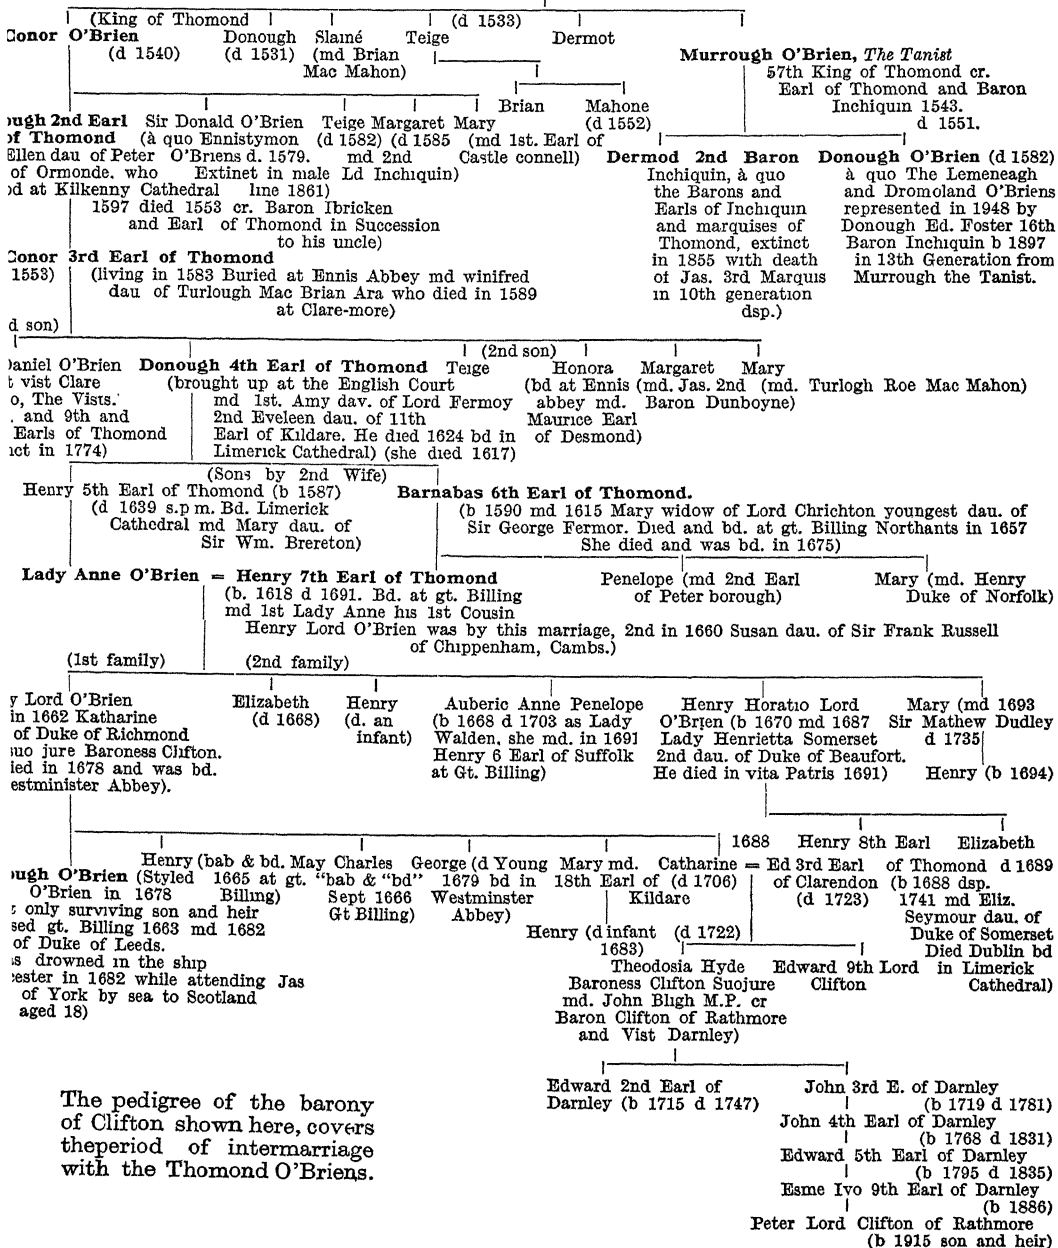 (King of Thomond (d 1533)
Conor O'Brien Donough Slainé Teige Dermot
(d 1540) (d 1531) (md Brian
Mac Mahon)
Murrough O'Brien, The Tanist
57th King of Thomond cr.
Earl of Thomond and Baron
Inchiquin 1543.
d 1551.
Brian Mahone
(d 1552)
ough 2nd Earl Sir Donald O'Brien Teige Margaret Mary
of Thomond (à quo Ennistymon (d 1582) (d 1585 (md 1st. Earl of
Ellen dau of Peter O'Briens d. 1579. md 2nd Castle connell)
of Ormonde. who Extinet in male Ld Inchiquin)
d at Kilkenny Cathedral line 1861)
1597 died 1553 cr. Baron Ibricken
and Earl of Thomond in Succession
to his uncle)
Dermod 2nd Baron
Inchiquin, à quo
the Barons and
Earls of Inchiquin
and marquises of
Thomond, extinct
in 1855 with death
of Jas. 3rd Marquis
in 10th generation
dsp.)
Donough O'Brien (d 1582)
à quo The Lemeneagh
and Dromoland O'Briens
represented in 1948 by
Donough Ed. Foster 16th
Baron Inchiquin b 1897
in 13th Generation from
Murrough the Tanist.
Conor 3rd Earl of Thomond
1553) (living in 1583 Buried at Ennis Abbey md winifred
dau of Turlough Mac Brian Ara who died in 1589
at Clare-more)
d son) (2nd son)
Daniel O'Brien
t vist Clare
o, The Vists.
. and 9th and
Earls of Thomond
nct in 1774)
Donough 4th Earl of Thomond
(brought up at the English Court
md 1st. Amy dav. of Lord Fermoy
2nd Eveleen dau. of 11th
Earl of Kildare. He died 1624 bd in
Limerick Cathedral) (she died 1617)
Teige
Honora
(bd at Ennis
abbey md.
Maurice Earl
of Desmond)
Margaret
(md. Jas. 2nd
Baron Dunboyne)
Mary
(md. Turlogh Roe Mac Mahon)
(Sons by 2nd Wife)
Henry 5th Earl of Thomond (b 1587)
(d 1639 s.p m. Bd. Limerick
Cathedral md Mary dau. of
Sir Wm. Brereton)
Barnabas 6th Earl of Thomond.
(b 1590 md 1615 Mary widow of Lord Chrichton youngest dau. of
Sir George Fermor. Died and bd. at gt. Billing Northants in 1657
She died and was bd. in 1675)
Lady Anne O'Brien = Henry 7th Earl of Thomond
(b. 1618 d 1691. Bd. at gt. Billing
md 1st Lady Anne his 1st Cousin
Henry Lord O'Brien was by this marriage, 2nd in 1660 Susan dau. of Sir Frank Russell
of Chippenham, Cambs.)
Penelope (md 2nd Earl
of Peter borough)
Mary (md. Henry
Duke of Norfolk)
(1st family) (2nd family)
y Lord O'Brien
in 1662 Katharine
of Duke of Richmond
uo jure Baroness Clifton.
ied in 1678 and was bd.
estminister Abbey).
Elizabeth
(d 1668)
Henry
(d. an
infant)
Auberic Anne Penelope
(b 1668 d 1703 as Lady
Walden, she md. in 1691
Henry 6 Earl of Suffolk
at Gt. Billing)
Henry Horatio Lord
O'Brien (b 1670 md 1687
Lady Henrietta Somerset
2nd dau. of Duke of Beaufort.
He died in vita Patris 1691)
Mary (md 1693
Sir Mathew Dudley
d 1735
Henry (b 1694)
ough O'Brien (Styled
O'Brien in 1678
only surviving son and heir
sed gt. Billing 1663 md 1682
of Duke of Leeds.
s drowned in the ship
cester in 1682 while attending Jas
of York by sea to Scotland
aged 18)
Henry (bab & bd. May
1665 at gt.
Billing)
Charles
"bab & "bd"
Sept 1666
Gt Billing)
George (d Young
1679 bd in
Westminster
Abbey)
Mary md.
18th Earl of
Kildare
Henry (d infant
1683)
1688
Catharine = Ed 3rd Earl
(d 1706) of Clarendon
(d 1723)
(d 1722)
Henry 8th Earl
of Thomond
(b 1688 dsp.
1741 md Eliz.
Seymour dau. of
Duke of Somerset
Died Dublin bd
in Limerick
Cathedral)
Elizabeth
d 1689
Theodosia Hyde
Baroness Clifton Suojure
md. John Bligh M.P. cr
Baron Clifton of Rathmore
and Vist Darnley)
Edward 9th Lord
Clifton
Edward 2nd Earl of
Darnley (b 1715 d 1747)
John 3rd E. of Darnley
(b 1719 d 1781)
John 4th Earl of Darnley
(b 1768 d 1831)
Edward 5th Earl of Darnley
(b 1795 d 1835)
Esme Ivo 9th Earl of Darnley
(b 1886)
Peter Lord Clifton of Rathmore
(b 1915 son and heir)
The pedigree of the barony
of Clifton shown here, covers
theperiod of intermarriage
with the Thomond O'Briens.